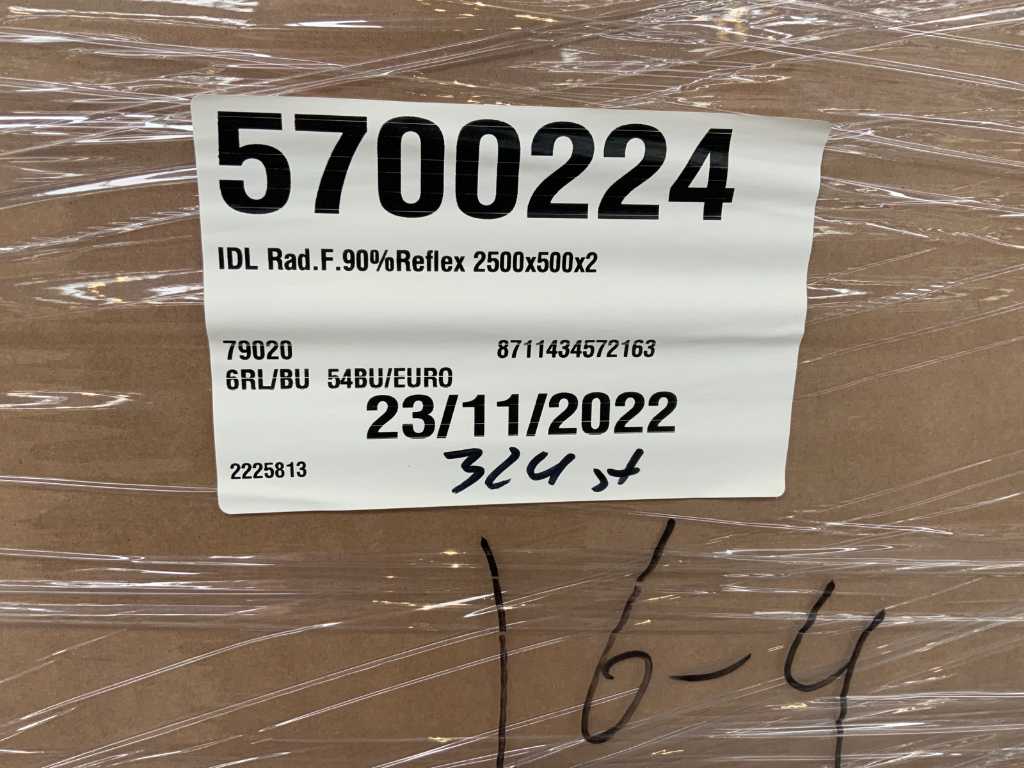 5700224
IDL Rad.F.90%Reflex 2500x500x2
79020 8711434572163
6RL/BU 54BU/EURO
23/11/2022
2225813 324 st
16-4